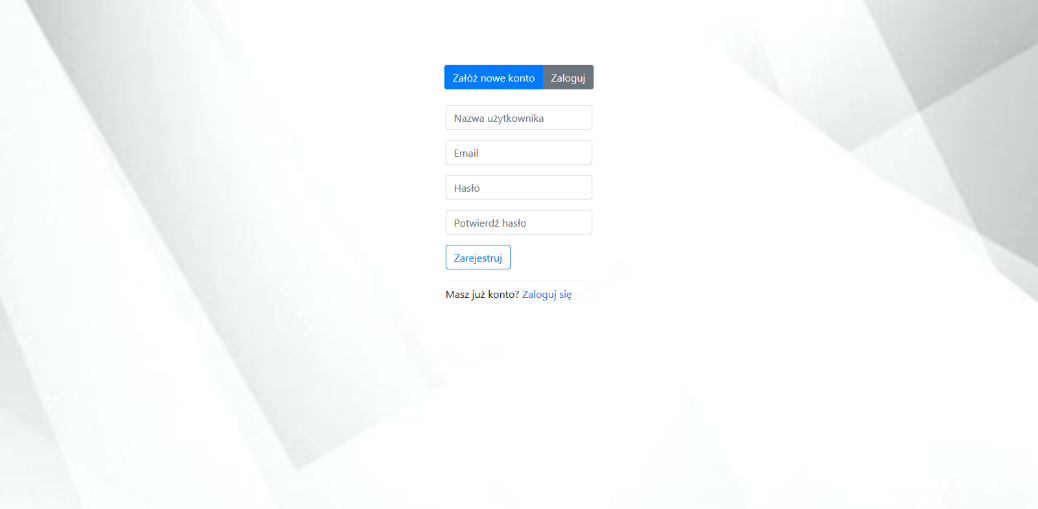 Załóż nowe konto Zaloguj
Nazwa użytkownika
Email
Hasło
Potwierdź hasło
Zarejestruj
Masz już konto? Zaloguj się